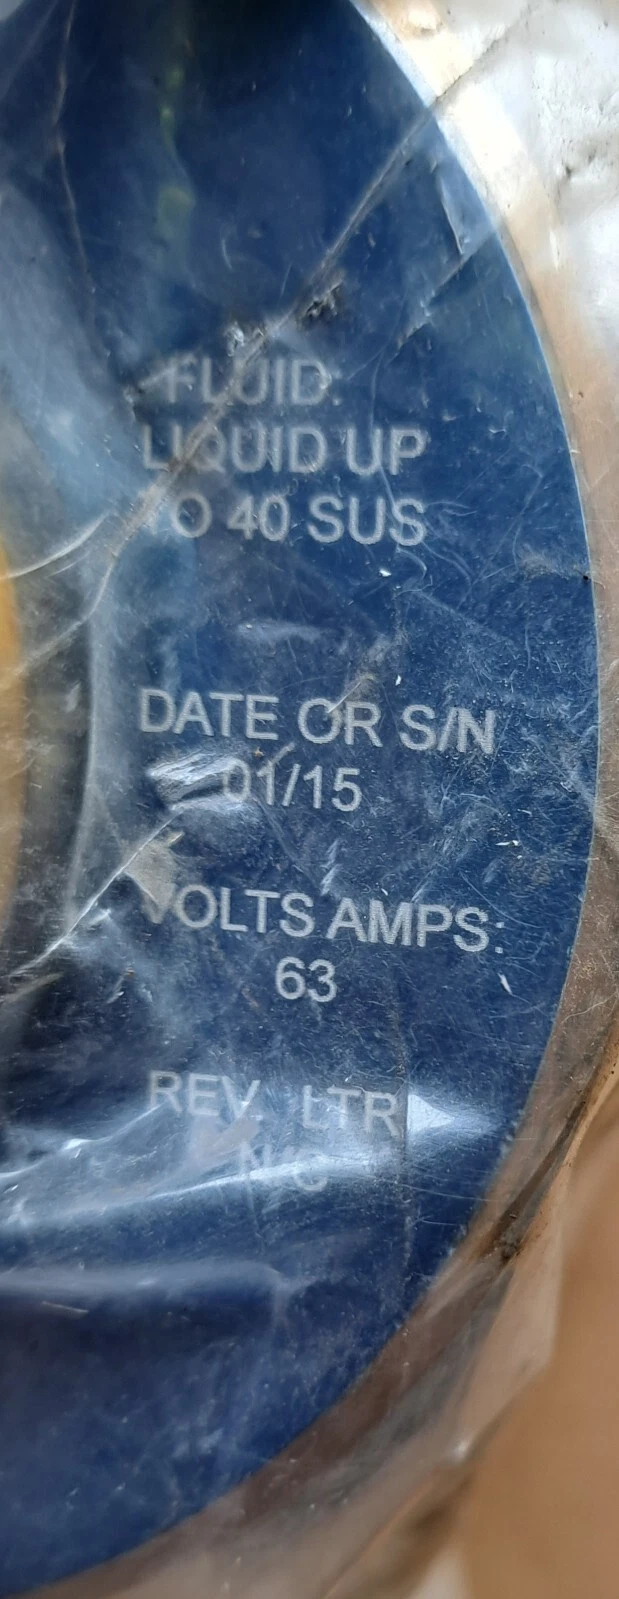 FLUID:
LIQUID UP
TO 40 SUS
DATE OR S/N
01/15
VOLTS AMPS:
63
REV. LTR
N/C